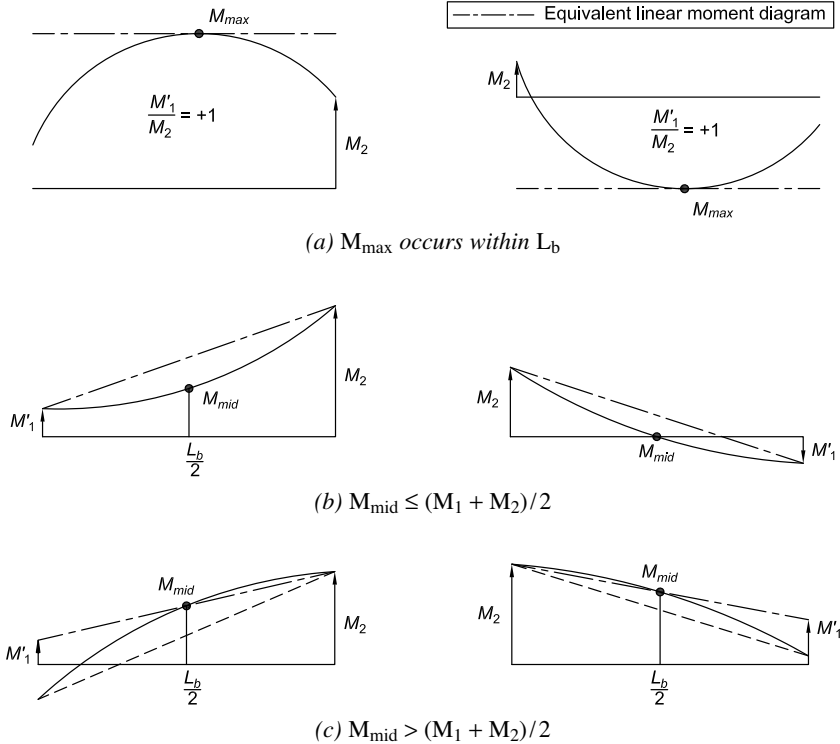 M_max
Equivalent linear moment diagram
M'_1 / M_2 = +1
M_2
M_2
M'_1 / M_2 = +1
M_max
(a) M_max occurs within L_b
M'_1
M_mid
L_b / 2
M_2
M_2
M_mid
M'_1
(b) M_mid ≤ (M_1 + M_2)/2
M'_1
M_mid
L_b / 2
M_2
M_2
M_mid
L_b / 2
M'_1
(c) M_mid > (M_1 + M_2)/2